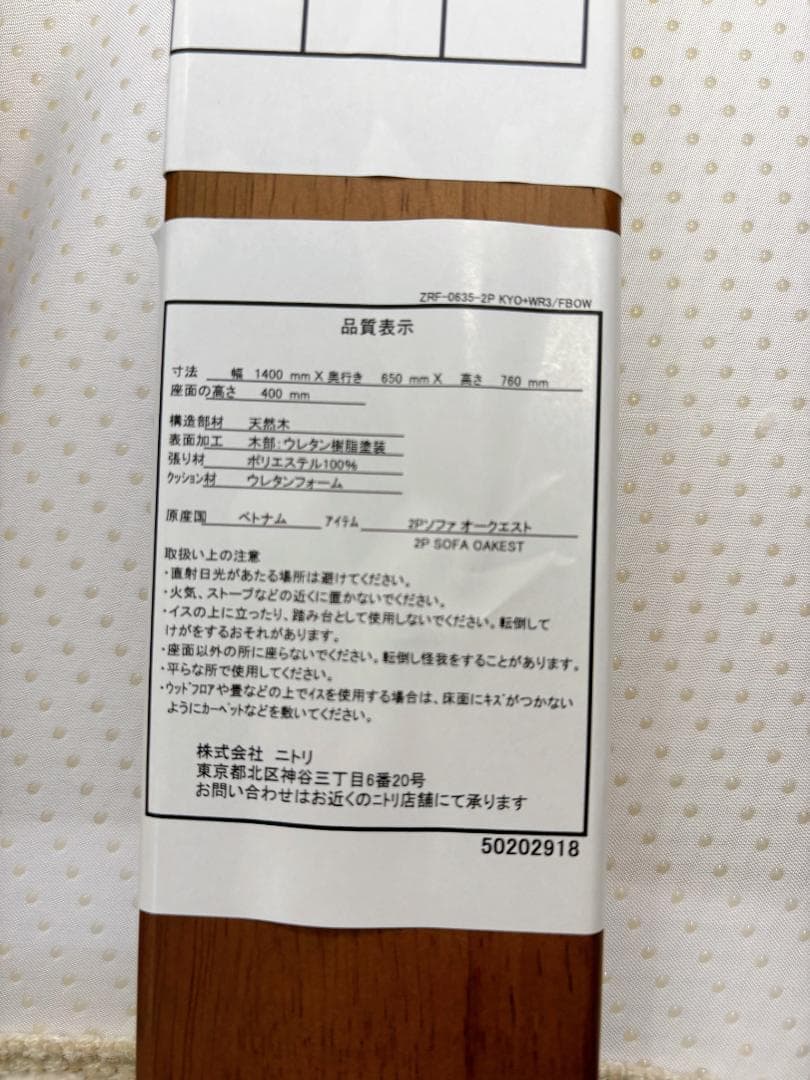 ZRF-0635-2P KYO+WR3/FBOW
品質表示
寸法 幅 1400 mm X 奥行き 650 mm X 高さ 760 mm
座面の高さ 400 mm
構造部材 天然木
表面加工 木部:ウレタン樹脂塗装
張り材 ポリエステル100%
クッション材 ウレタンフォーム
原産国 ベトナム アイテム 2Pソファ オークエスト
2P SOFA OAKEST
取扱い上の注意
・直射日光があたる場所は避けてください。
・火気、ストーブなどの近くに置かないでください。
・イスの上に立ったり、踏み台として使用しないでください。転倒して
けがをするおそれがあります。
・座面以外の所に座らないでください。転倒し怪我をすることがあります。
・平らな所で使用してください。
・ウッドフロアや畳などの上でイスを使用する場合は、床面にキズがつかない
ようにカーペットなどを敷いてください。
株式会社 ニトリ
東京都北区神谷三丁目6番20号
お問い合わせはお近くのニトリ店舗にて承ります
50202918